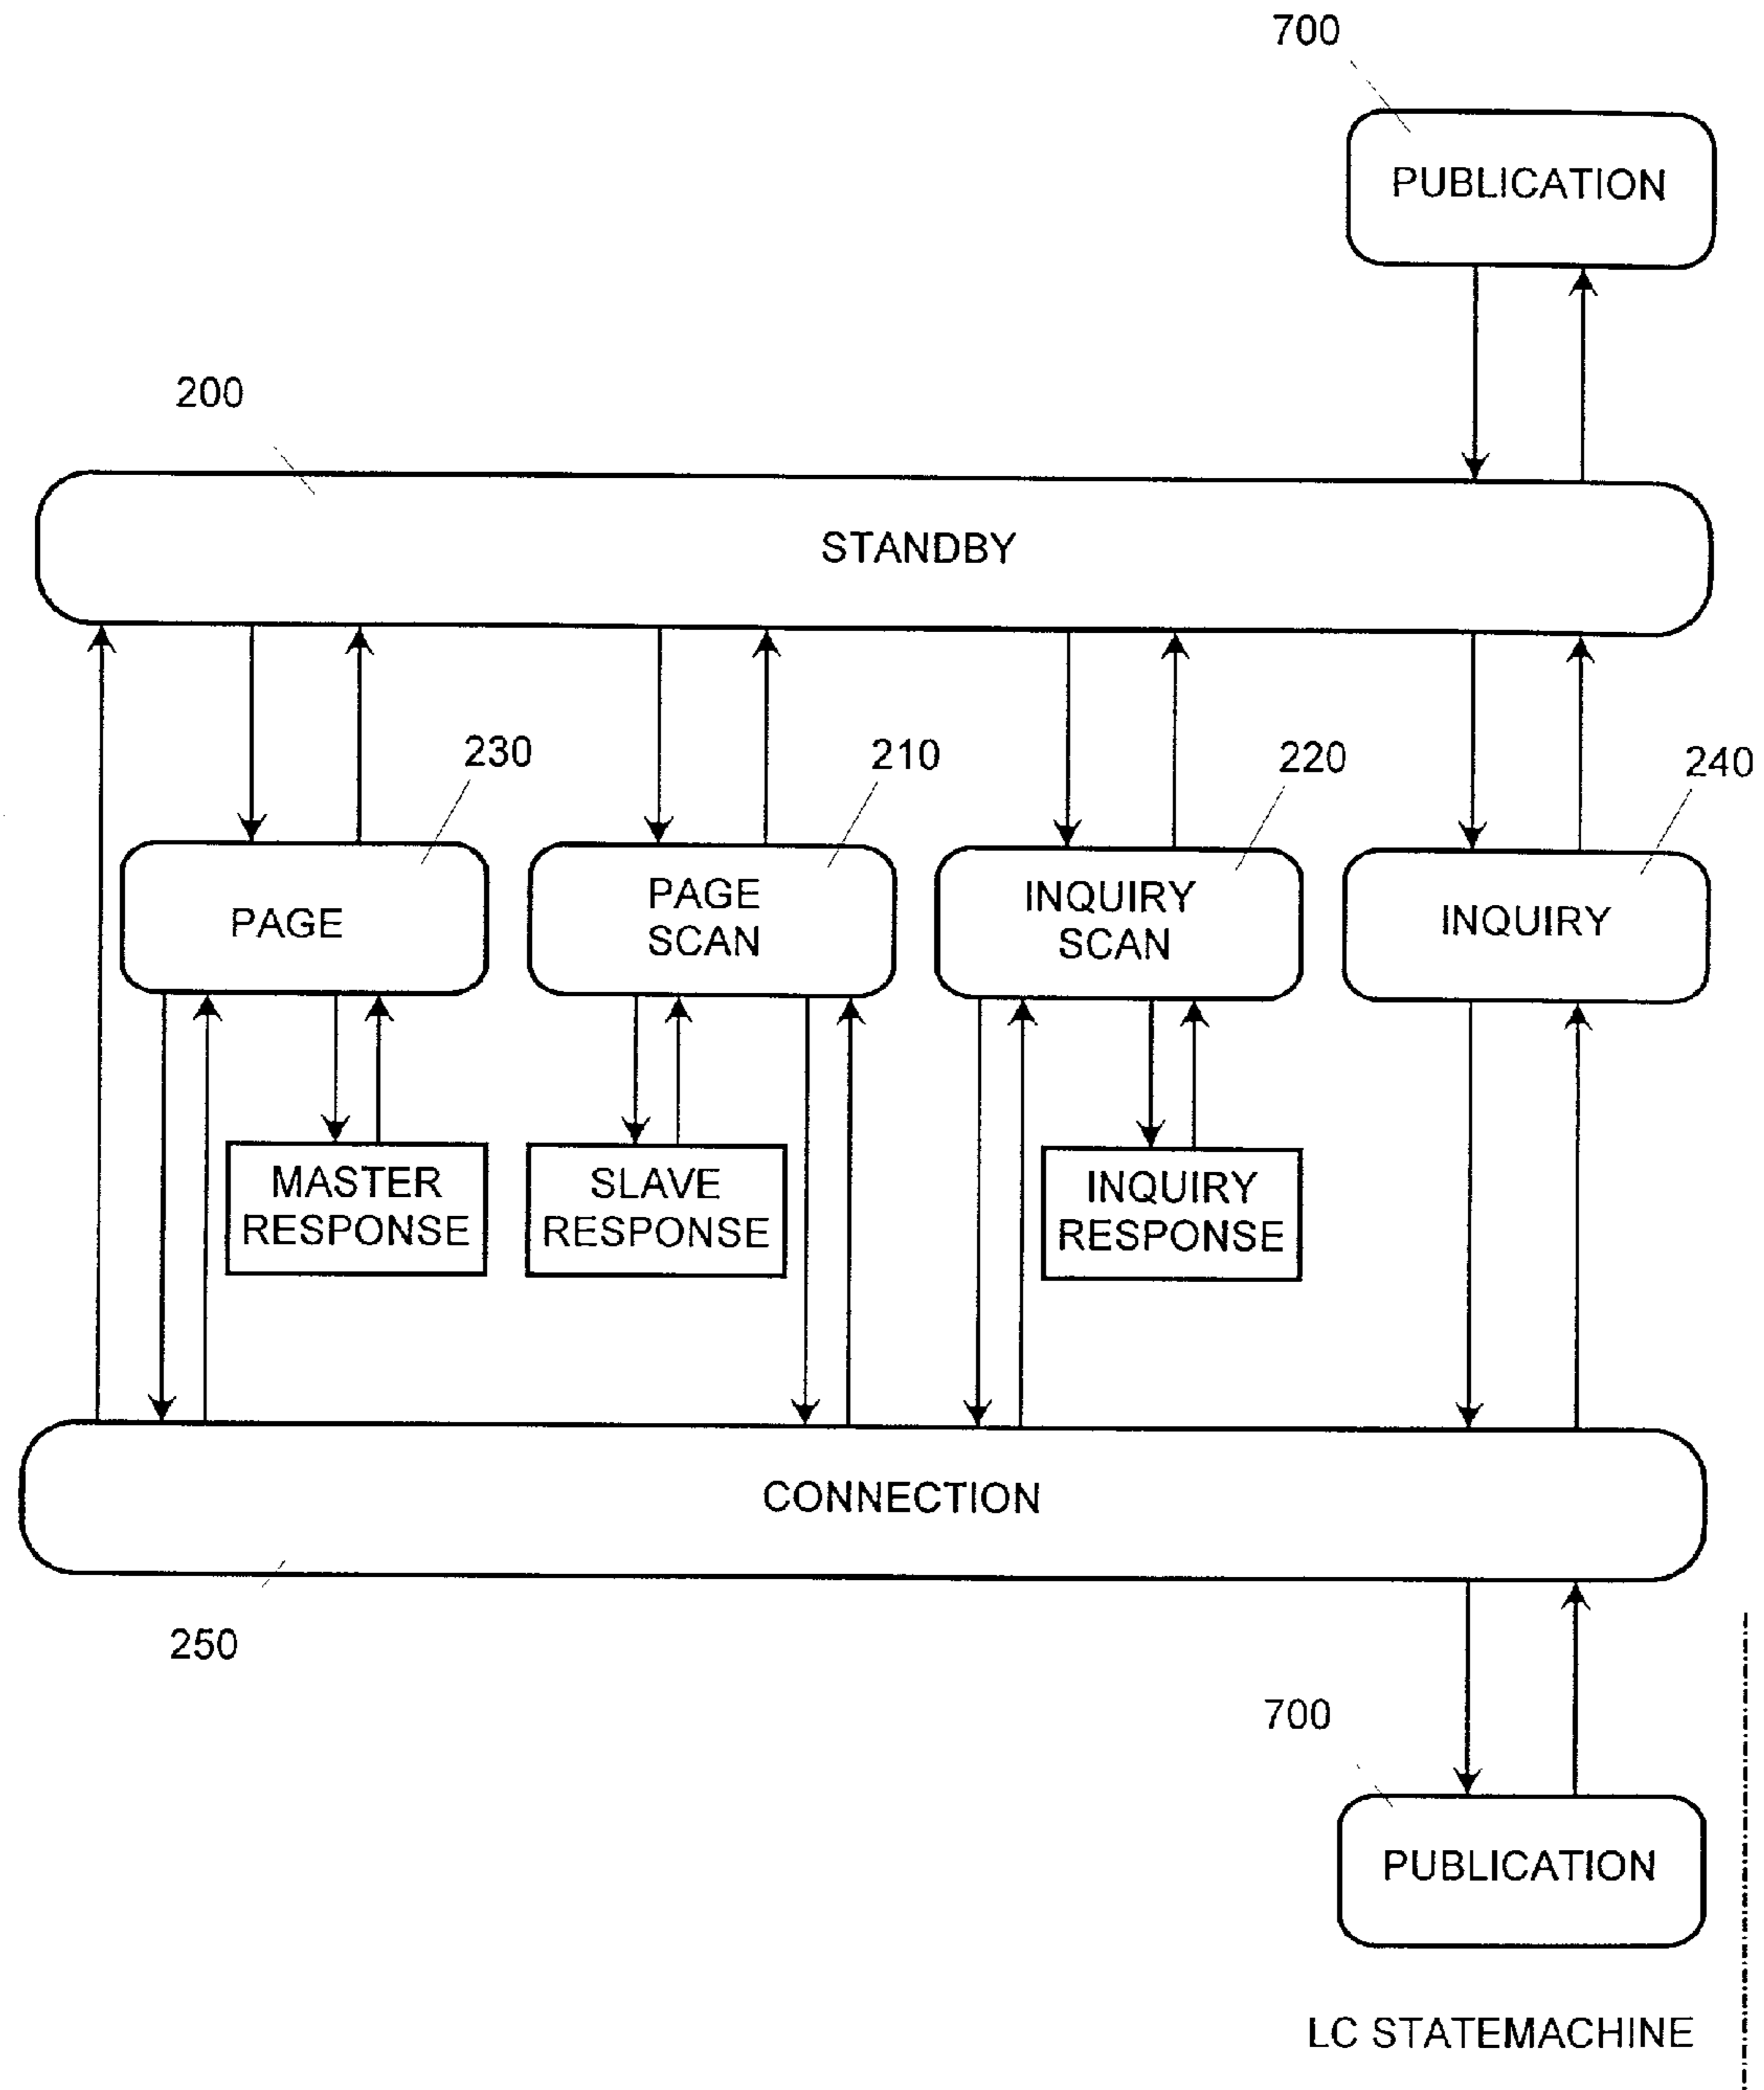 700
PUBLICATION
200
STANDBY
230
210
220
240
PAGE
PAGE
SCAN
INQUIRY
SCAN
INQUIRY
MASTER
RESPONSE
SLAVE
RESPONSE
INQUIRY
RESPONSE
CONNECTION
250
700
PUBLICATION
LC STATEMACHINE